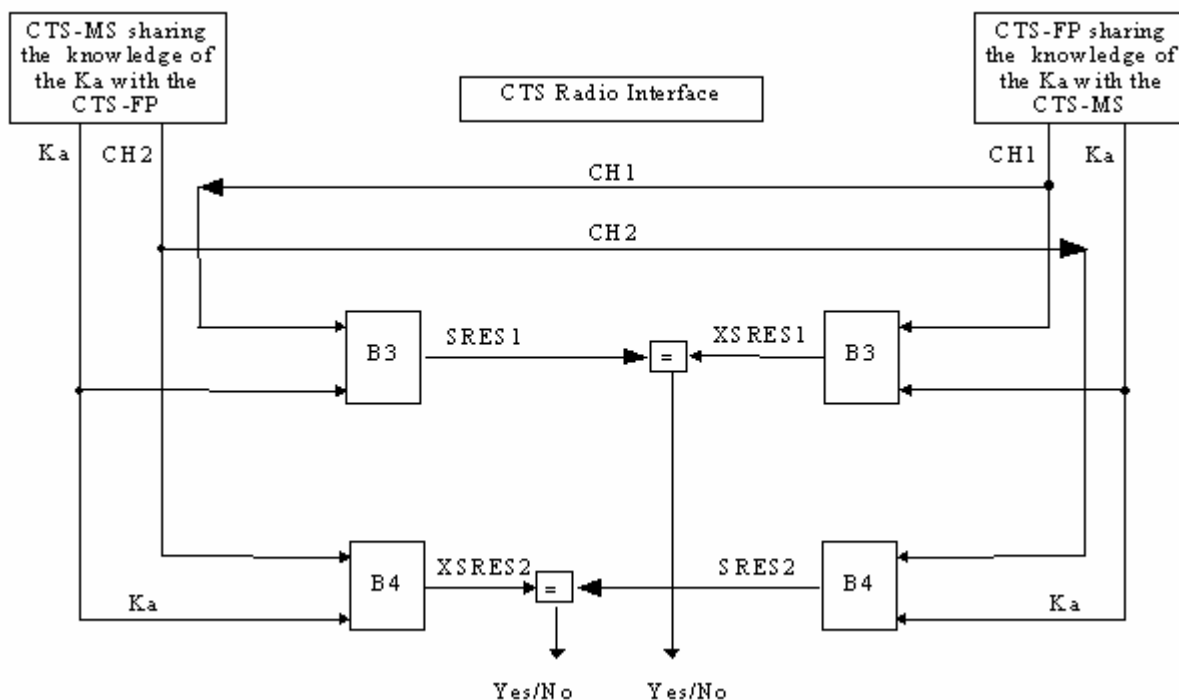 CTS-MS sharing
the knowledge of
the Ka with the
CTS-FP
CTS Radio Interface
CTS-FP sharing
the knowledge of
the Ka with the
CTS-MS
Ka
CH2
CH1
Ka
CH1
CH2
B3
SRES1
=
XSRES1
B3
B4
XSRES2
=
SRES2
B4
Ka
Ka
Yes/No
Yes/No